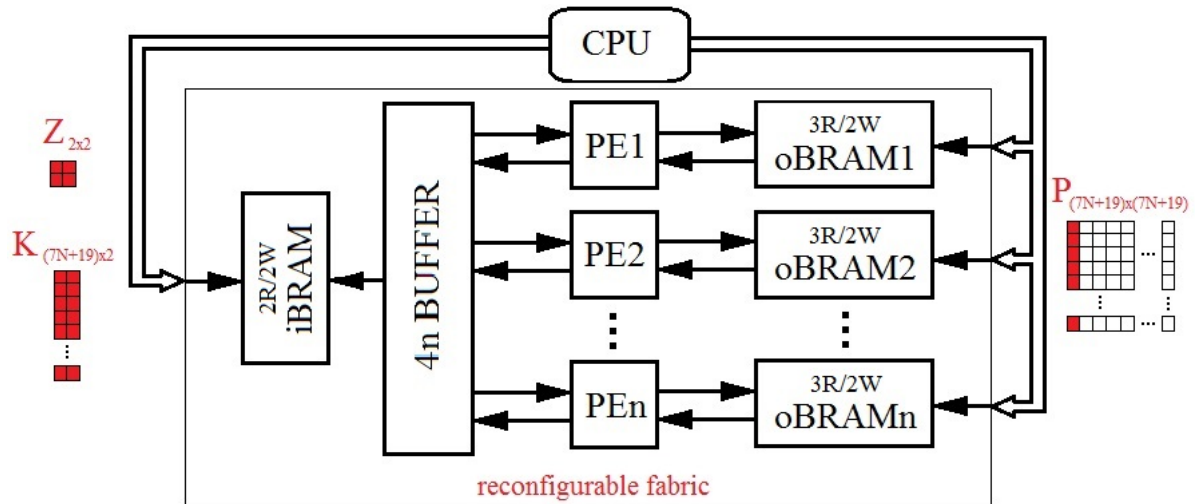 CPU
Z 2x2
K (7N+19)x2
2R/2W
iBRAM
4n BUFFER
PE1
3R/2W
oBRAM1
PE2
3R/2W
oBRAM2
PEn
3R/2W
oBRAMn
P(7N+19)x(7N+19)
reconfigurable fabric